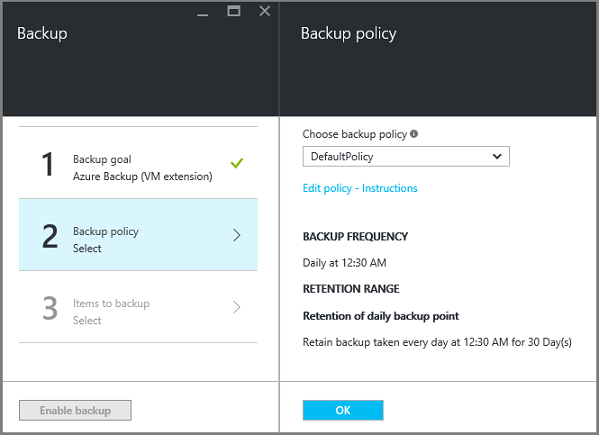 Backup
1
Backup goal
Azure Backup (VM extension)
2
Backup policy
Select
3
Items to backup
Select
Enable backup
Backup policy
Choose backup policy
DefaultPolicy
Edit policy - Instructions
BACKUP FREQUENCY
Daily at 12:30 AM
RETENTION RANGE
Retention of daily backup point
Retain backup taken every day at 12:30 AM for 30 Day(s)
OK